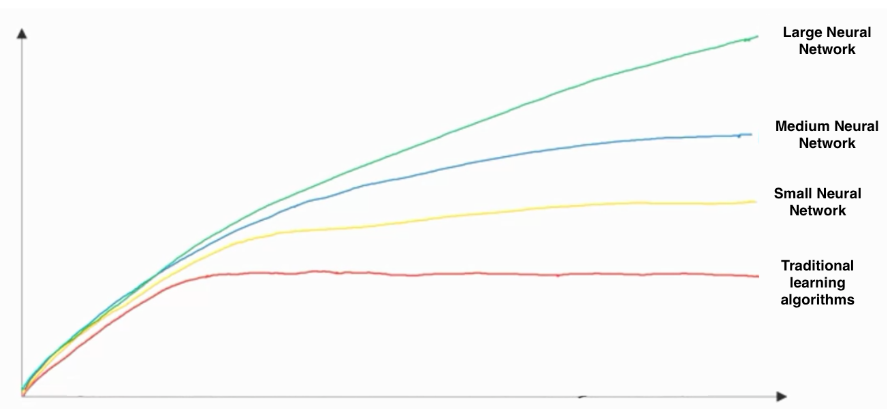 Large Neural
Network
Medium Neural
Network
Small Neural
Network
Traditional
learning
algorithms